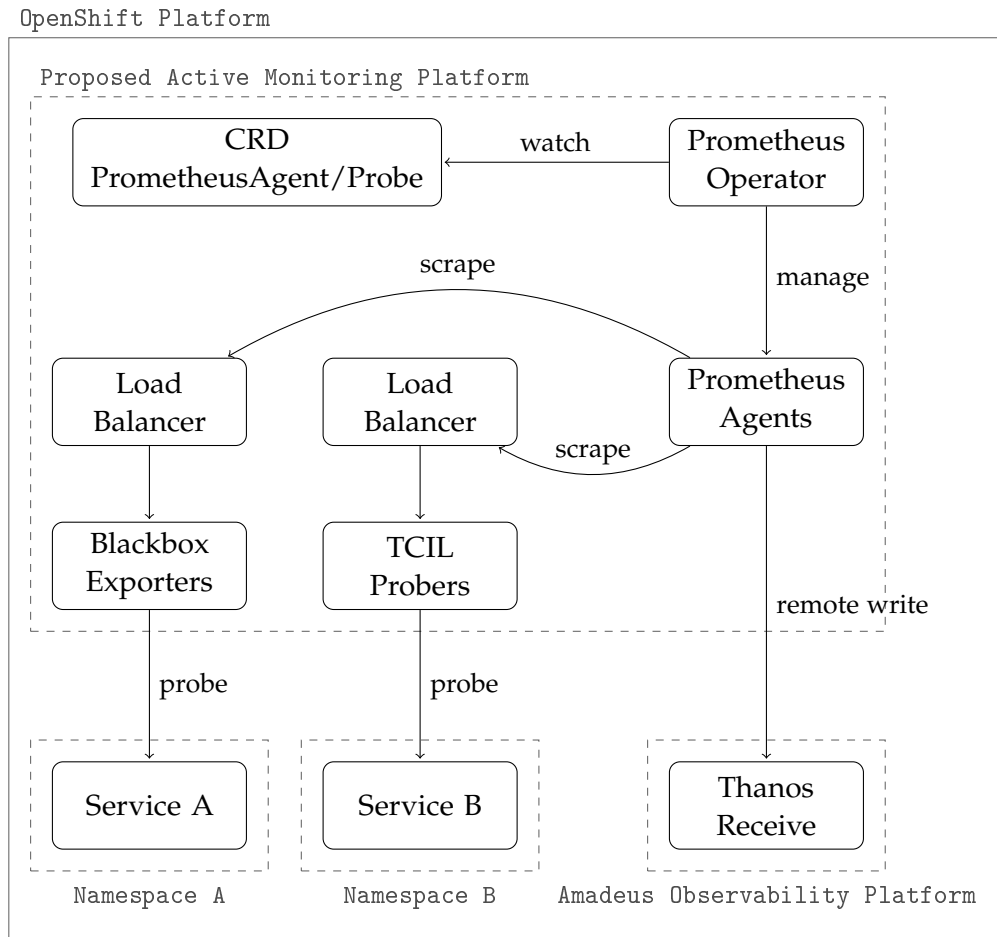 OpenShift Platform
Proposed Active Monitoring Platform
CRD
PrometheusAgent/Probe
watch
Prometheus
Operator
scrape
manage
Load
Balancer
Load
Balancer
Prometheus
Agents
scrape
Blackbox
Exporters
TCIL
Probers
remote write
probe
probe
Service A
Service B
Thanos
Receive
Namespace A
Namespace B
Amadeus Observability Platform